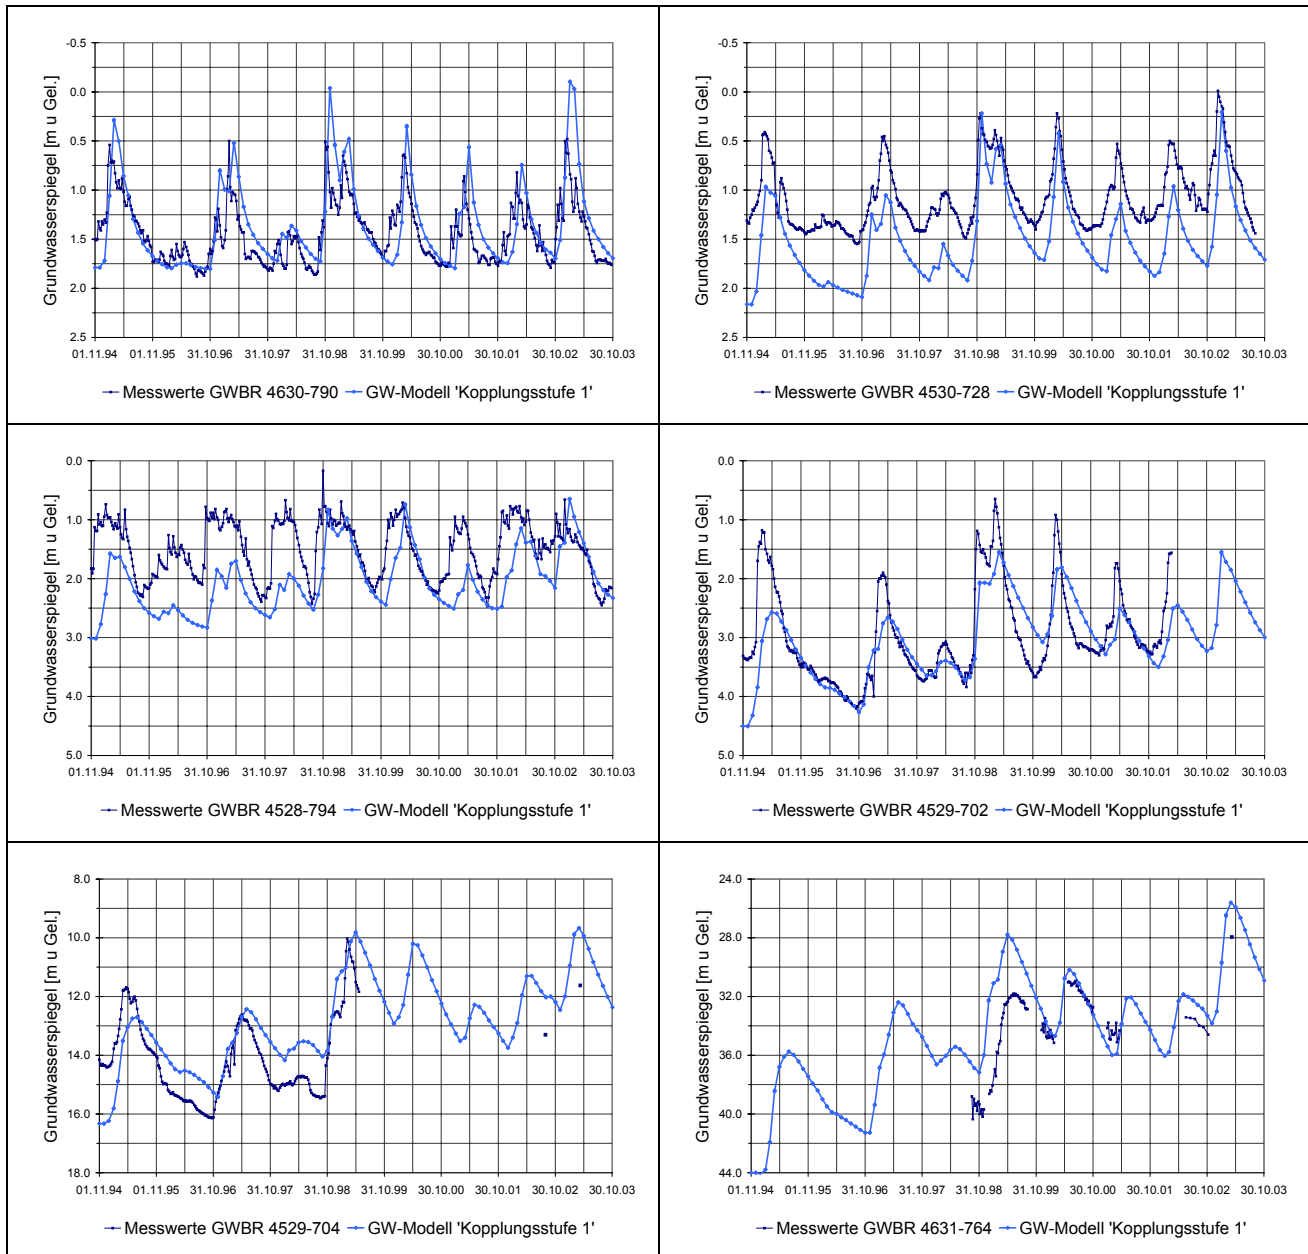 Grundwasserspiegel [m u Gel.]
-0.5
0.0
0.5
1.0
1.5
2.0
2.5
01.11.94 01.11.95 31.10.96 31.10.97 31.10.98 31.10.99 30.10.00 30.10.01 30.10.02 30.10.03
Messwerte GWBR 4630-790 GW-Modell 'Kopplungsstufe 1'
Grundwasserspiegel [m u Gel.]
-0.5
0.0
0.5
1.0
1.5
2.0
2.5
01.11.94 01.11.95 31.10.96 31.10.97 31.10.98 31.10.99 30.10.00 30.10.01 30.10.02 30.10.03
Messwerte GWBR 4530-728 GW-Modell 'Kopplungsstufe 1'
Grundwasserspiegel [m u Gel.]
0.0
1.0
2.0
3.0
4.0
5.0
01.11.94 01.11.95 31.10.96 31.10.97 31.10.98 31.10.99 30.10.00 30.10.01 30.10.02 30.10.03
Messwerte GWBR 4528-794 GW-Modell 'Kopplungsstufe 1'
Grundwasserspiegel [m u Gel.]
0.0
1.0
2.0
3.0
4.0
5.0
01.11.94 01.11.95 31.10.96 31.10.97 31.10.98 31.10.99 30.10.00 30.10.01 30.10.02 30.10.03
Messwerte GWBR 4529-702 GW-Modell 'Kopplungsstufe 1'
Grundwasserspiegel [m u Gel.]
8.0
10.0
12.0
14.0
16.0
18.0
01.11.94 01.11.95 31.10.96 31.10.97 31.10.98 31.10.99 30.10.00 30.10.01 30.10.02 30.10.03
Messwerte GWBR 4529-704 GW-Modell 'Kopplungsstufe 1'
Grundwasserspiegel [m u Gel.]
24.0
28.0
32.0
36.0
40.0
44.0
01.11.94 01.11.95 31.10.96 31.10.97 31.10.98 31.10.99 30.10.00 30.10.01 30.10.02 30.10.03
Messwerte GWBR 4631-764 GW-Modell 'Kopplungsstufe 1'